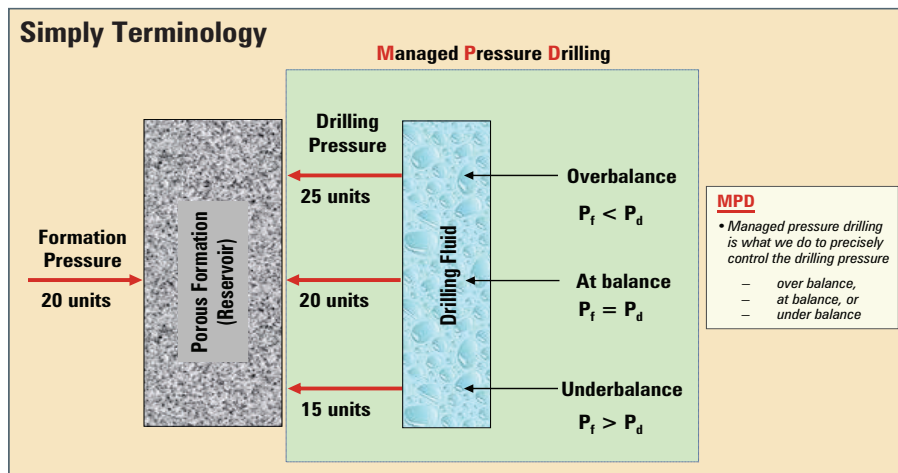 Simply Terminology
Managed Pressure Drilling
Drilling
Pressure
25 units
20 units
15 units
Formation
Pressure
20 units
Porous Formation
(Reservoir)
Drilling Fluid
Overbalance
Pf < Pd
At balance
Pf = Pd
Underbalance
Pf > Pd
MPD
• Managed pressure drilling
is what we do to precisely
control the drilling pressure
– over balance,
– at balance, or
– under balance